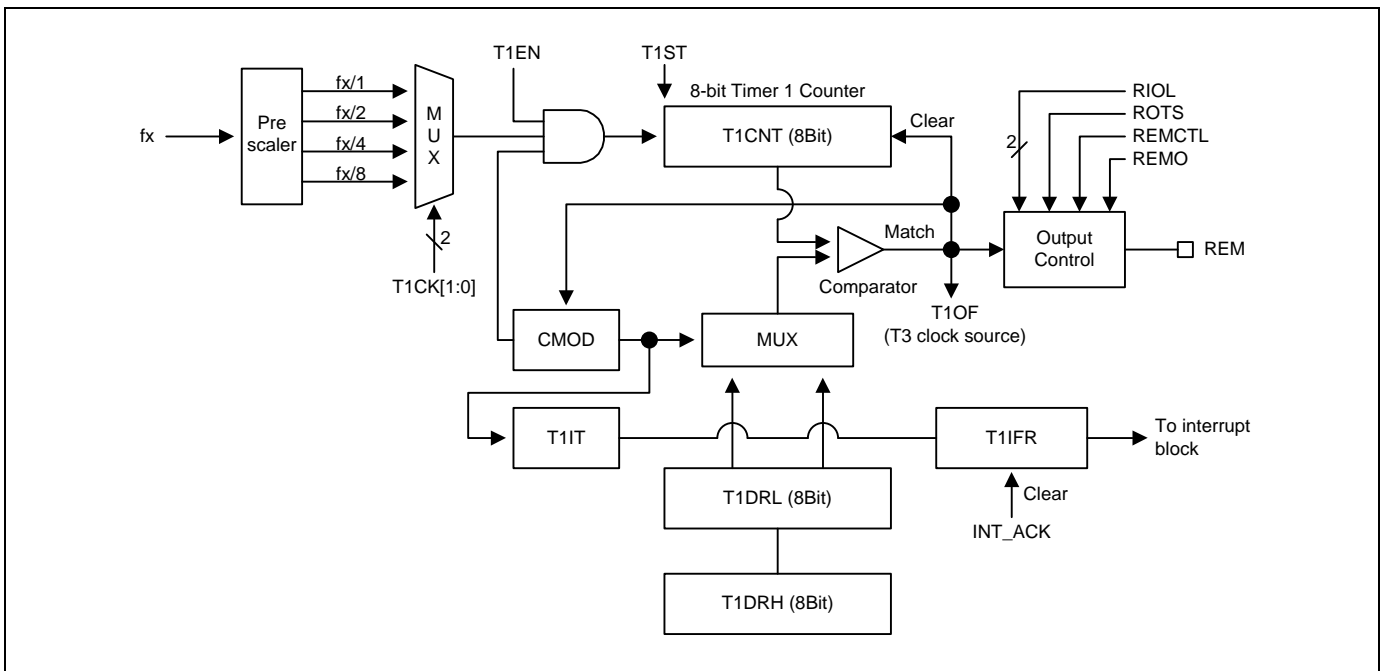 T1EN
T1ST
8-bit Timer 1 Counter
fx
Pre
scaler
fx/1
fx/2
fx/4
fx/8
M
U
X
2
T1CK[1:0]
T1CNT (8Bit)
Clear
RIOL
ROTS
REMCTL
REMO
2
Match
Comparator
Output
Control
REM
T1OF
(T3 clock source)
CMOD
MUX
T1IT
T1IFR
To interrupt
block
Clear
INT_ACK
T1DRL (8Bit)
T1DRH (8Bit)